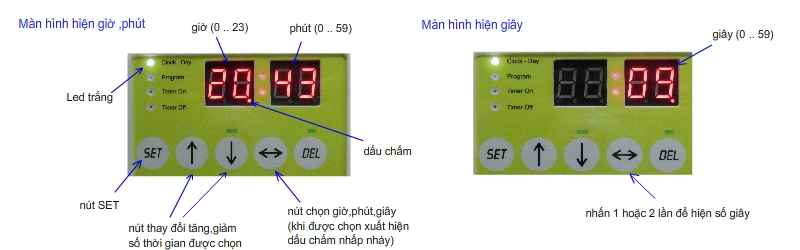 Màn hình hiện giờ ,phút
giờ (0 .. 23)
phút (0 .. 59)
Clock - Day
Program
Timer On
Timer Off
20.43
Led trắng
dấu chấm
SET
DEL
nút SET
nút thay đổi tăng,giảm
số thời gian được chọn
nút chọn giờ,phút,giây
(khi được chọn xuất hiện
dấu chấm nhấp nháy)
Màn hình hiện giây
giây (0 .. 59)
Clock - Day
Program
Timer On
Timer Off
09.
SET
DEL
nhấn 1 hoặc 2 lần để hiện số giây